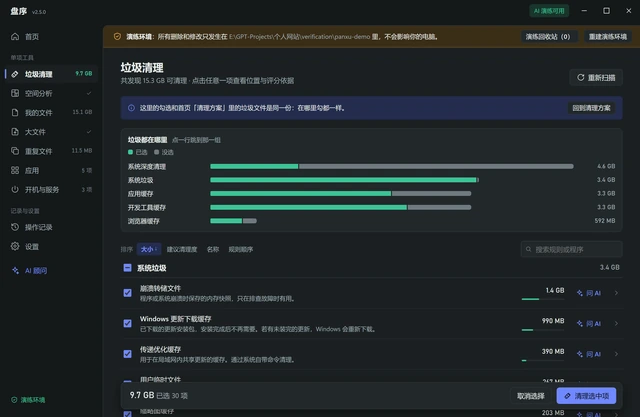 盘序 v2.5.0
AI 演练可用
首页
单项工具
垃圾清理 9.7 GB
空间分析
我的文件 15.1 GB
大文件
重复文件 11.5 MB
应用 5 项
开机与服务 3 项
记录与设置
操作记录
设置
AI 顾问
演练环境
演练环境：所有删除和修改只发生在 E:\GPT-Projects\个人网站\verification\panxu-demo 里，不会影响你的电脑。
演练回收站（0）
重建演练环境
垃圾清理
共发现 15.3 GB 可清理 · 点击任意一项查看位置与评分依据
重新扫描
这里的勾选和首页「清理方案」里的垃圾文件是同一份：在哪里勾都一样。
回到清理方案
垃圾都在哪里 点一行跳到那一组
已选 没选
系统深度清理 4.6 GB
系统垃圾 3.4 GB
应用缓存 3.3 GB
开发工具缓存 3.3 GB
浏览器缓存 592 MB
排序 大小↓ 建议清理度 名称 规则顺序
搜索规则或程序
系统垃圾 3.4 GB
崩溃转储文件 1.4 GB 问 AI
程序或系统崩溃时保存的内存快照，只在排查故障时有用。
Windows 更新下载缓存 990 MB 问 AI
已下载的更新安装包，安装完成后不再需要。若有未装完的更新，Windows 会重新下载。
传递优化缓存 390 MB 问 AI
用于在局域网内共享更新的缓存。通过系统自带命令清理。
用户临时文件
9.7 GB 已选 30 项
取消选择
清理选中项
缩略图缓存 203 MB